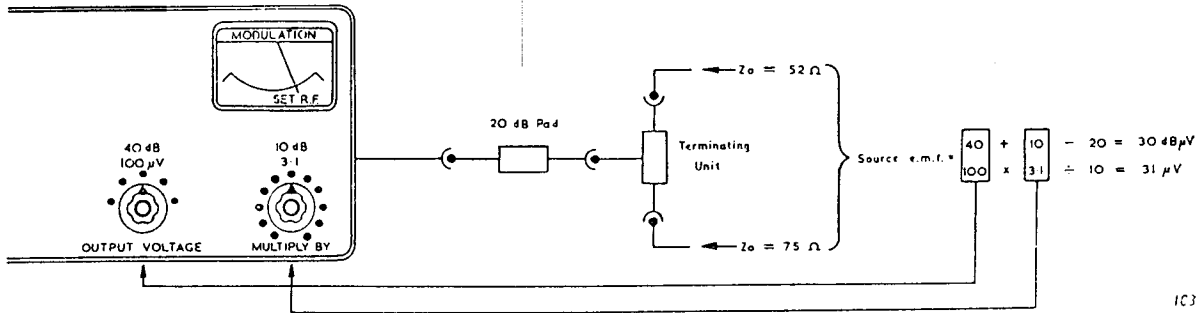 MODULATION
SET R.F.
40 dB
100 µV
OUTPUT VOLTAGE
10 dB
3·1
MULTIPLY BY
20 dB Pad
Terminating
Unit
Zo = 52 Ω
Zo = 75 Ω
Source e.m.f. = 40 + 10 - 20 = 30 dBµV
100 x 3·1 ÷ 10 = 31 µV
1C3